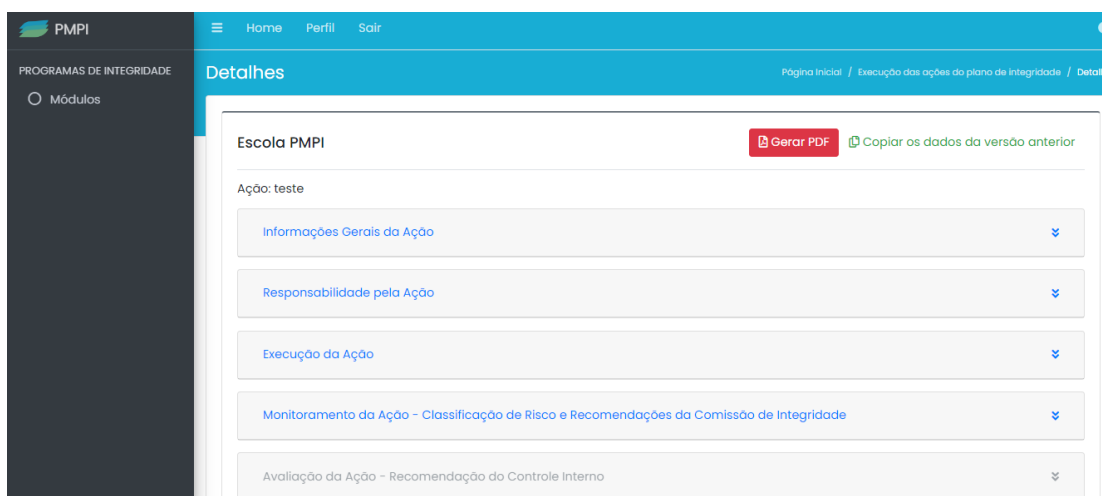 PMPI
Home Perfil Sair
PROGRAMAS DE INTEGRIDADE
Módulos
Detalhes
Página Inicial / Execução das ações do plano de integridade / Detal
Escola PMPI
Gerar PDF
Copiar os dados da versão anterior
Ação: teste
Informações Gerais da Ação
Responsabilidade pela Ação
Execução da Ação
Monitoramento da Ação - Classificação de Risco e Recomendações da Comissão de Integridade
Avaliação da Ação - Recomendação do Controle Interno